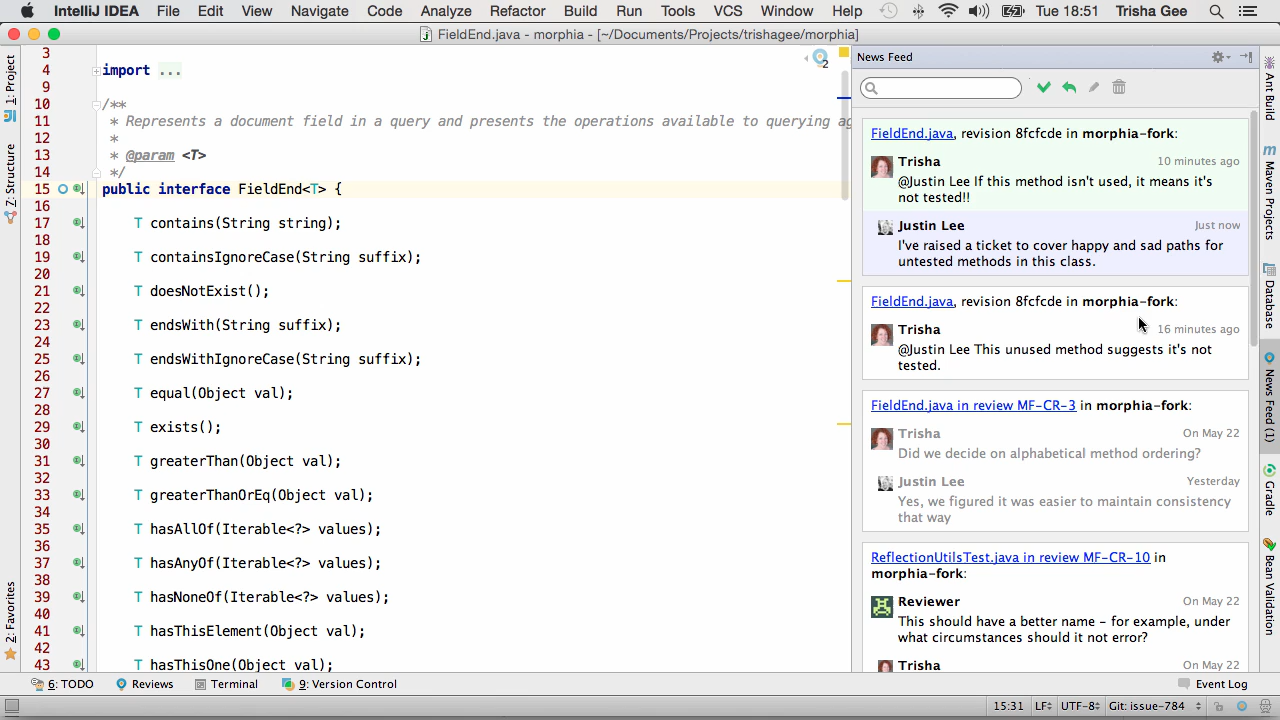 IntelliJ IDEA File Edit View Navigate Code Analyze Refactor Build Run Tools VCS Window Help Tue 18:51 Trisha Gee
FieldEnd.java - morphia - [~/Documents/Projects/trishagee/morphia]
1: Project
Z: Structure
2: Favorites
3
4 import ...
9
10 /**
11 * Represents a document field in a query and presents the operations available to querying ag
12 *
13 * @param <T>
14 */
15 public interface FieldEnd<T> {
16
17 T contains(String string);
18
19 T containsIgnoreCase(String suffix);
20
21 T doesNotExist();
22
23 T endsWith(String suffix);
24
25 T endsWithIgnoreCase(String suffix);
26
27 T equal(Object val);
28
29 T exists();
30
31 T greaterThan(Object val);
32
33 T greaterThanOrEq(Object val);
34
35 T hasAllOf(Iterable<?> values);
36
37 T hasAnyOf(Iterable<?> values);
38
39 T hasNoneOf(Iterable<?> values);
40
41 T hasThisElement(Object val);
42
43 T hasThisOne(Object val);
2
News Feed
FieldEnd.java, revision 8fcfcde in morphia-fork:
Trisha 10 minutes ago
@Justin Lee If this method isn't used, it means it's
not tested!!
Justin Lee Just now
I've raised a ticket to cover happy and sad paths for
untested methods in this class.
FieldEnd.java, revision 8fcfcde in morphia-fork:
Trisha 16 minutes ago
@Justin Lee This unused method suggests it's not
tested.
FieldEnd.java in review MF-CR-3 in morphia-fork:
Trisha On May 22
Did we decide on alphabetical method ordering?
Justin Lee Yesterday
Yes, we figured it was easier to maintain consistency
that way
ReflectionUtilsTest.java in review MF-CR-10 in
morphia-fork:
Reviewer On May 22
This should have a better name - for example, under
what circumstances should it not error?
Trisha On May 22
Ant Build
Maven Projects
Database
News Feed (1)
Gradle
Bean Validation
6: TODO Reviews Terminal 9: Version Control Event Log
15:31 LF UTF-8 Git: issue-784